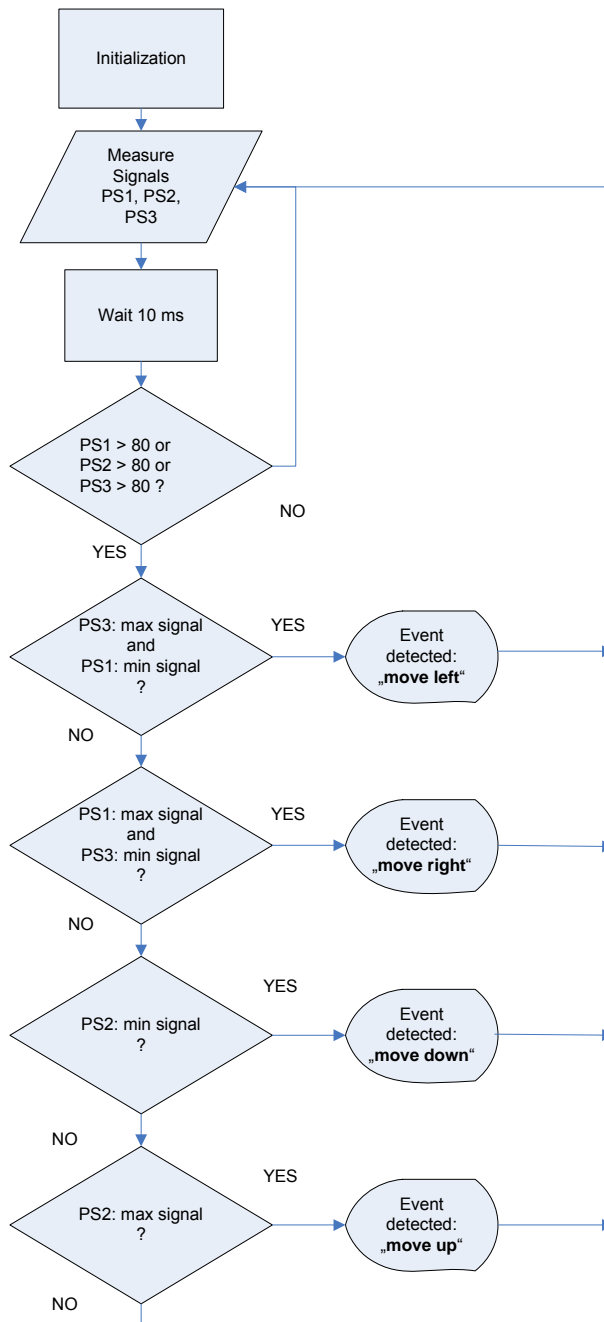 Initialization
Measure
Signals
PS1, PS2,
PS3
Wait 10 ms
PS1 > 80 or
PS2 > 80 or
PS3 > 80 ?
NO
YES
PS3: max signal
and
PS1: min signal
?
YES
Event
detected:
„move left“
NO
PS1: max signal
and
PS3: min signal
?
YES
Event
detected:
„move right“
NO
PS2: min signal
?
YES
Event
detected:
„move down“
NO
PS2: max signal
?
YES
Event
detected:
„move up“
NO